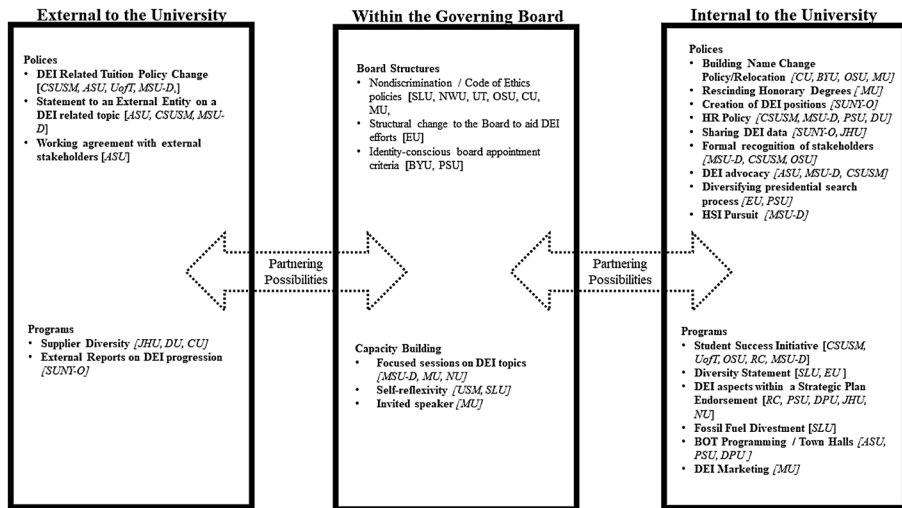 External to the University
Polices
• DEI Related Tuition Policy Change
[CSUSM, ASU, UofT, MSU-D,]
• Statement to an External Entity on a
DEI related topic [ASU, CSUSM, MSU-
D]
• Working agreement with external
stakeholders [ASU]
Programs
• Supplier Diversity [JHU, DU, CU]
• External Reports on DEI progression
[SUNY-O]
Partnering
Possibilities
Within the Governing Board
Board Structures
• Nondiscrimination / Code of Ethics
policies [SLU, NWU, UT, OSU, CU,
MU,
• Structural change to the Board to aid DEI
efforts [EU]
• Identity-conscious board appointment
criteria [BYU, PSU]
Capacity Building
• Focused sessions on DEI topics
[MSU-D, MU, NU]
• Self-reflexivity [USM, SLU]
• Invited speaker [MU]
Partnering
Possibilities
Internal to the University
Polices
• Building Name Change
Policy/Relocation [CU, BYU, OSU, MU]
• Rescinding Honorary Degrees [MU]
• Creation of DEI positions [SUNY-O]
• HR Policy [CSUSM, MSU-D, PSU, DU]
• Sharing DEI data [SUNY-O, JHU]
• Formal recognition of stakeholders
[MSU-D, CSUSM, OSU]
• DEI advocacy [ASU, MSU-D, CSUSM]
• Diversifying presidential search
process [EU, PSU]
• HSI Pursuit [MSU-D]
Programs
• Student Success Initiative [CSUSM,
UofT, OSU, RC, MSU-D]
• Diversity Statement [SLU, EU ]
• DEI aspects within a Strategic Plan
Endorsement [RC, PSU, DPU, JHU,
NU]
• Fossil Fuel Divestment [SLU]
• BOT Programming / Town Halls [ASU,
PSU, DPU ]
• DEI Marketing [MU]